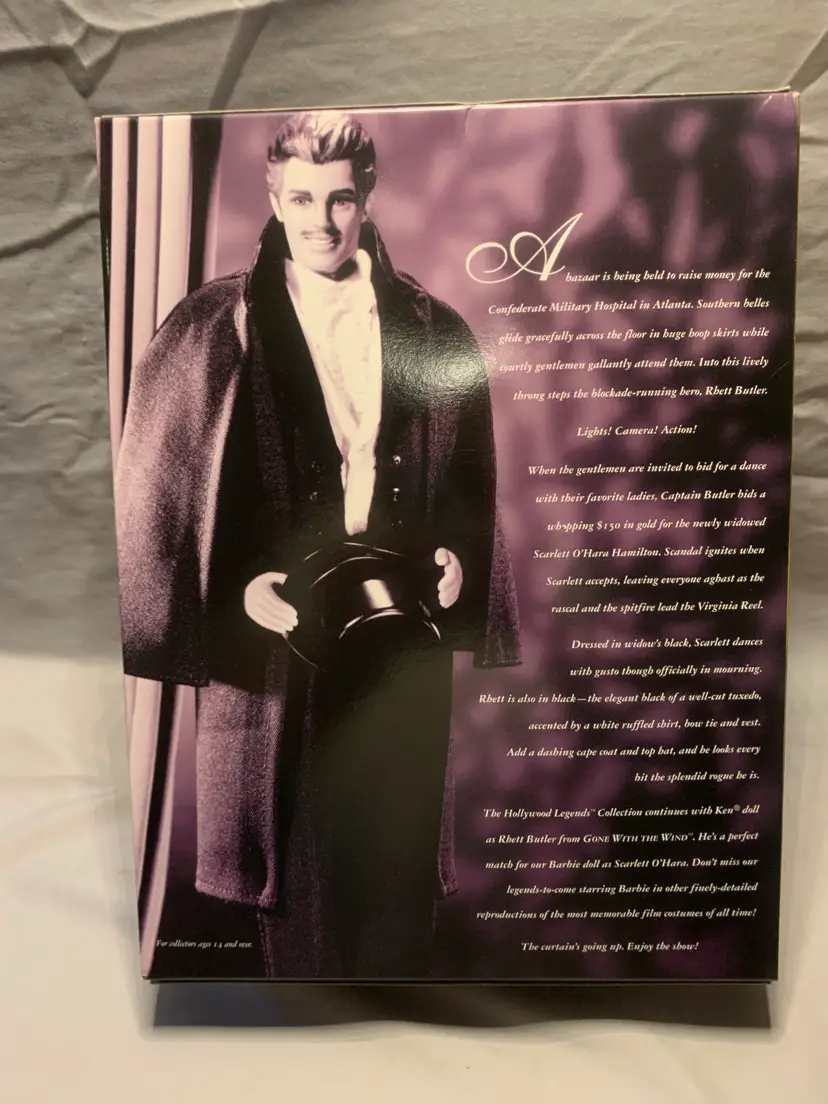 A bazaar is being held to raise money for the
Confederate Military Hospital in Atlanta. Southern belles
glide gracefully across the floor in huge hoop skirts while
courtly gentlemen gallantly attend them. Into this lively
throng steps the blockade-running hero, Rhett Butler.
Lights! Camera! Action!
When the gentlemen are invited to bid for a dance
with their favorite ladies, Captain Butler bids a
whopping $150 in gold for the newly widowed
Scarlett O'Hara Hamilton. Scandal ignites when
Scarlett accepts, leaving everyone aghast as the
rascal and the spitfire lead the Virginia Reel.
Dressed in widow's black, Scarlett dances
with gusto though officially in mourning.
Rhett is also in black—the elegant black of a well-cut tuxedo,
accented by a white ruffled shirt, bow tie and vest.
Add a dashing cape coat and top hat, and he looks every
bit the splendid rogue he is.
The Hollywood Legends™ Collection continues with Ken® doll
as Rhett Butler from GONE WITH THE WIND™. He's a perfect
match for our Barbie doll as Scarlett O'Hara. Don't miss our
legends-to-come starring Barbie in other finely-detailed
reproductions of the most memorable film costumes of all time!
The curtain's going up. Enjoy the show!
For collectors ages 14 and over.